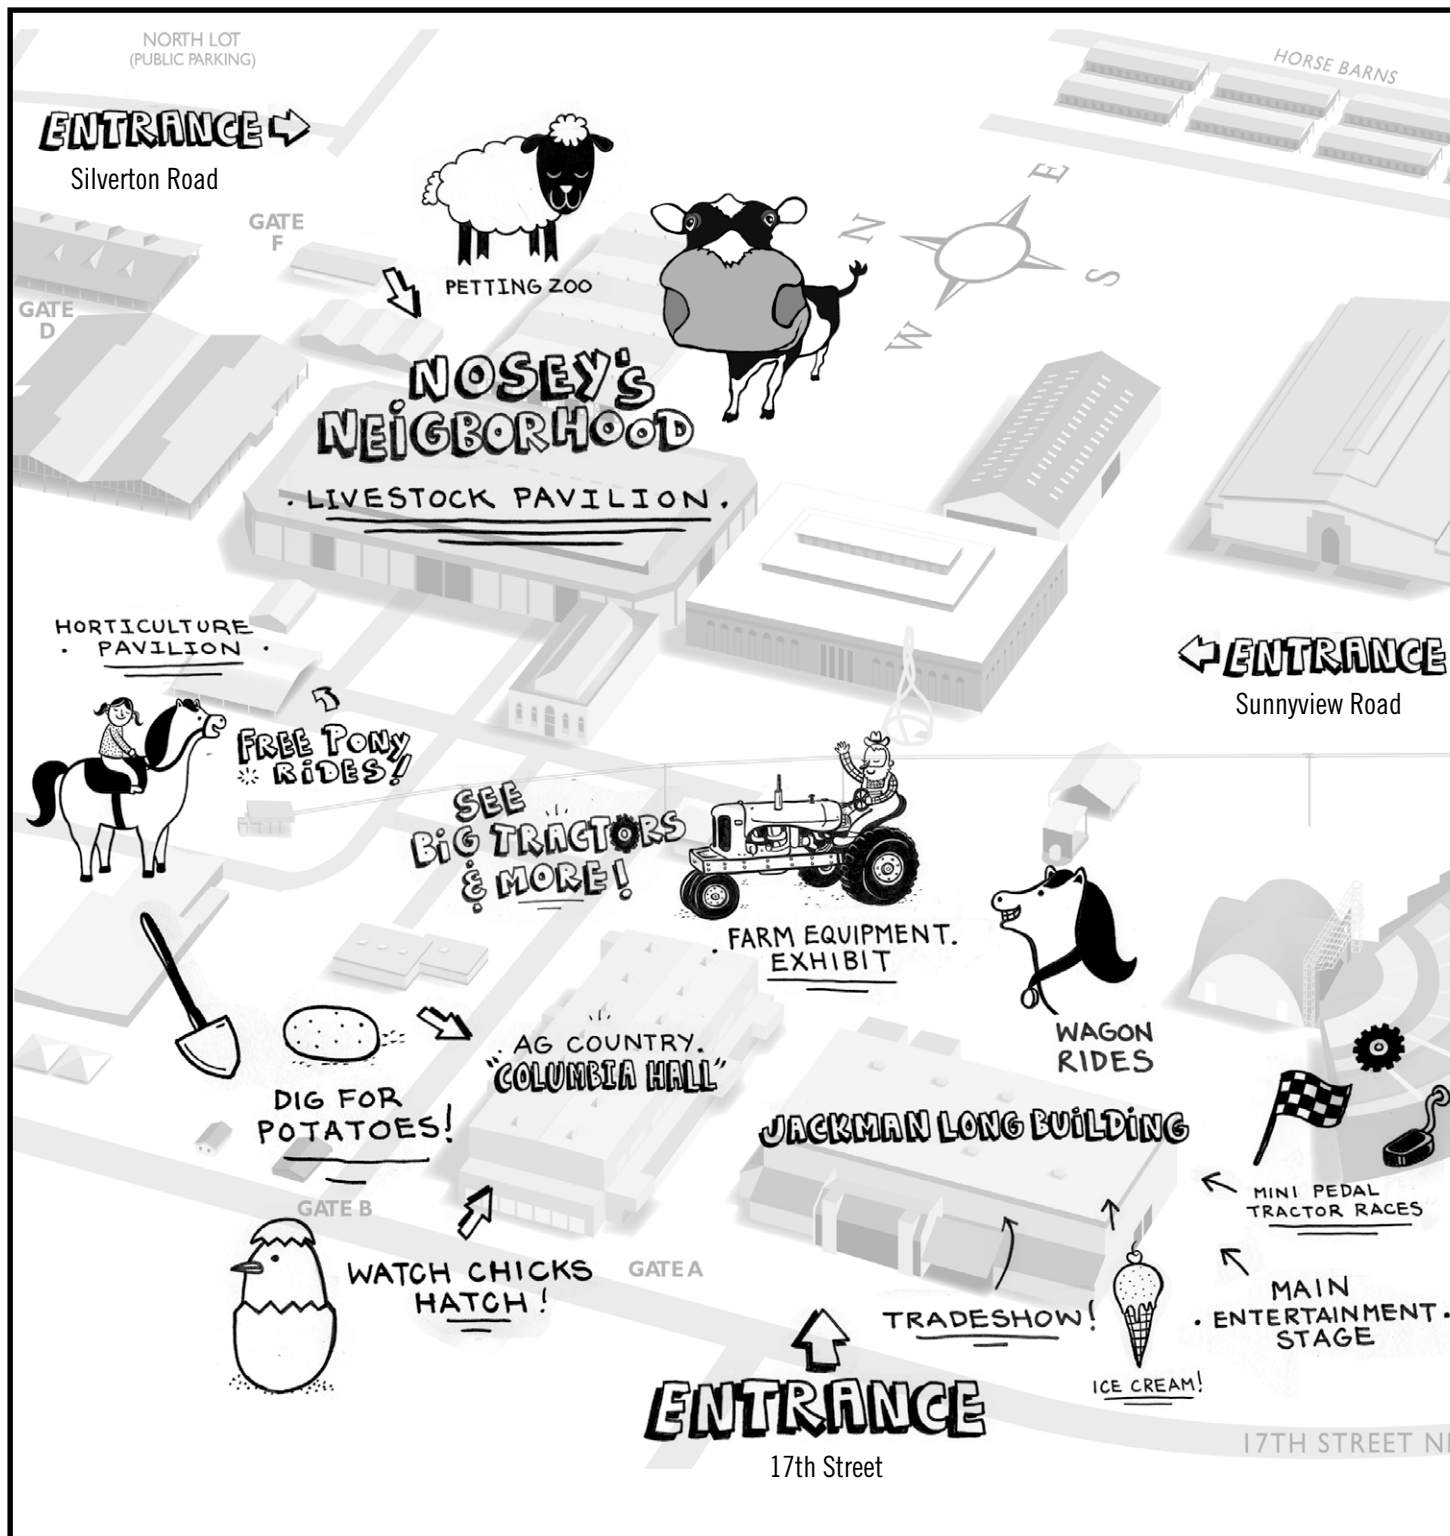 NORTH LOT
(PUBLIC PARKING)
HORSE BARNS
ENTRANCE
Silverton Road
GATE
F
PETTING ZOO
N
E
S
W
GATE
D
NOSEY'S
NEIGBORHOOD
. LIVESTOCK PAVILION .
HORTICULTURE
. PAVILION .
ENTRANCE
Sunnyview Road
FREE PONY
RIDES!
SEE
BIG TRACTORS
& MORE!
. FARM EQUIPMENT .
EXHIBIT
WAGON
RIDES
. AG COUNTRY .
"COLUMBIA HALL"
DIG FOR
POTATOES!
JACKMAN LONG BUILDING
MINI PEDAL
TRACTOR RACES
GATE B
WATCH CHICKS
HATCH!
GATE A
TRADESHOW!
MAIN
. ENTERTAINMENT .
STAGE
ICE CREAM!
ENTRANCE
17th Street
17TH STREET N